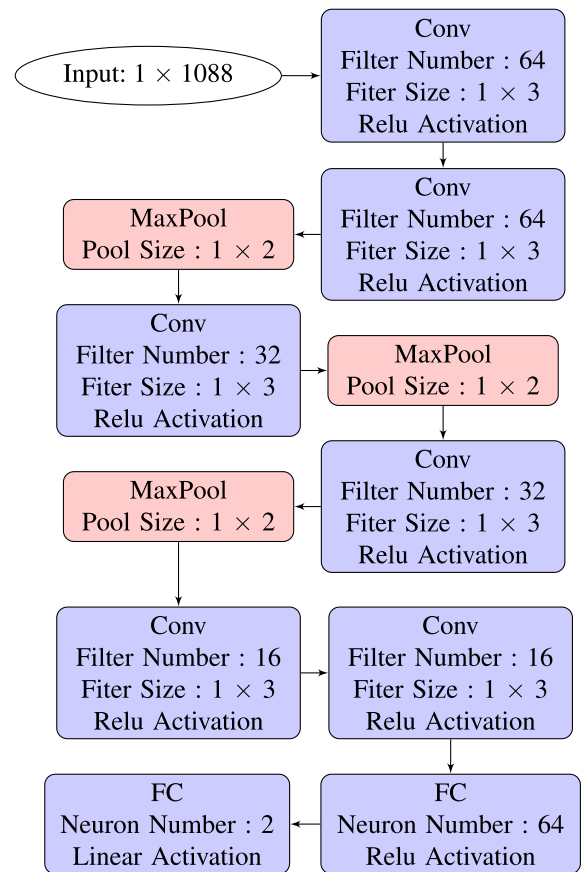 Input: 1 × 1088
Conv
Filter Number : 64
Fiter Size : 1 × 3
Relu Activation
Conv
Filter Number : 64
Fiter Size : 1 × 3
Relu Activation
MaxPool
Pool Size : 1 × 2
Conv
Filter Number : 32
Fiter Size : 1 × 3
Relu Activation
MaxPool
Pool Size : 1 × 2
Conv
Filter Number : 32
Fiter Size : 1 × 3
Relu Activation
MaxPool
Pool Size : 1 × 2
Conv
Filter Number : 16
Fiter Size : 1 × 3
Relu Activation
Conv
Filter Number : 16
Fiter Size : 1 × 3
Relu Activation
FC
Neuron Number : 64
Relu Activation
FC
Neuron Number : 2
Linear Activation